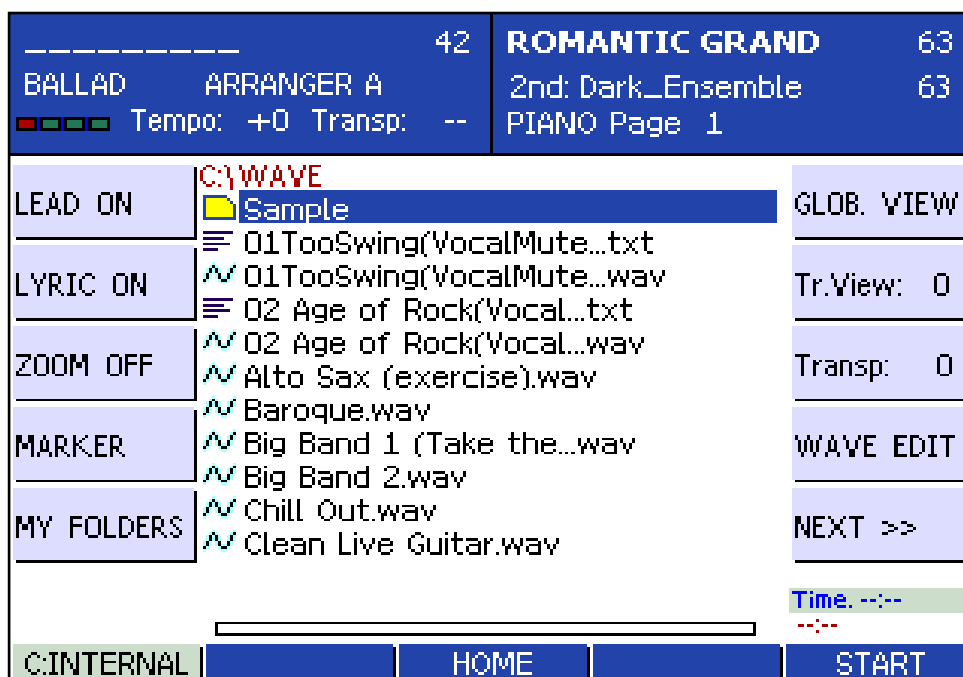 _________ 42
BALLAD ARRANGER A
Tempo: +0 Transp: --
ROMANTIC GRAND 63
2nd: Dark_Ensemble 63
PIANO Page 1
LEAD ON
LYRIC ON
ZOOM OFF
MARKER
MY FOLDERS
C:\WAVE
Sample
01TooSwing(VocalMute...txt
01TooSwing(VocalMute...wav
02 Age of Rock(Vocal...txt
02 Age of Rock(Vocal...wav
Alto Sax (exercise).wav
Baroque.wav
Big Band 1 (Take the...wav
Big Band 2.wav
Chill Out.wav
Clean Live Guitar.wav
GLOB. VIEW
Tr.View: 0
Transp: 0
WAVE EDIT
NEXT >>
Time. --:--
--:--
C:INTERNAL HOME START